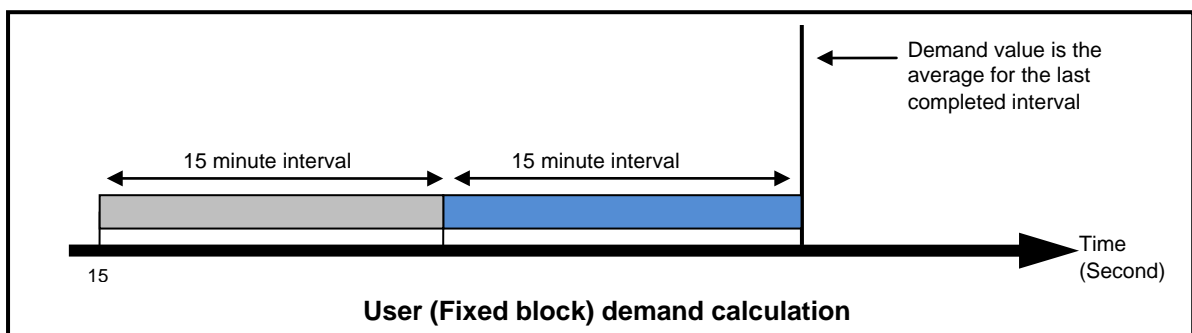 Demand value is the
average for the last
completed interval
15 minute interval
15 minute interval
Time
(Second)
15
User (Fixed block) demand calculation